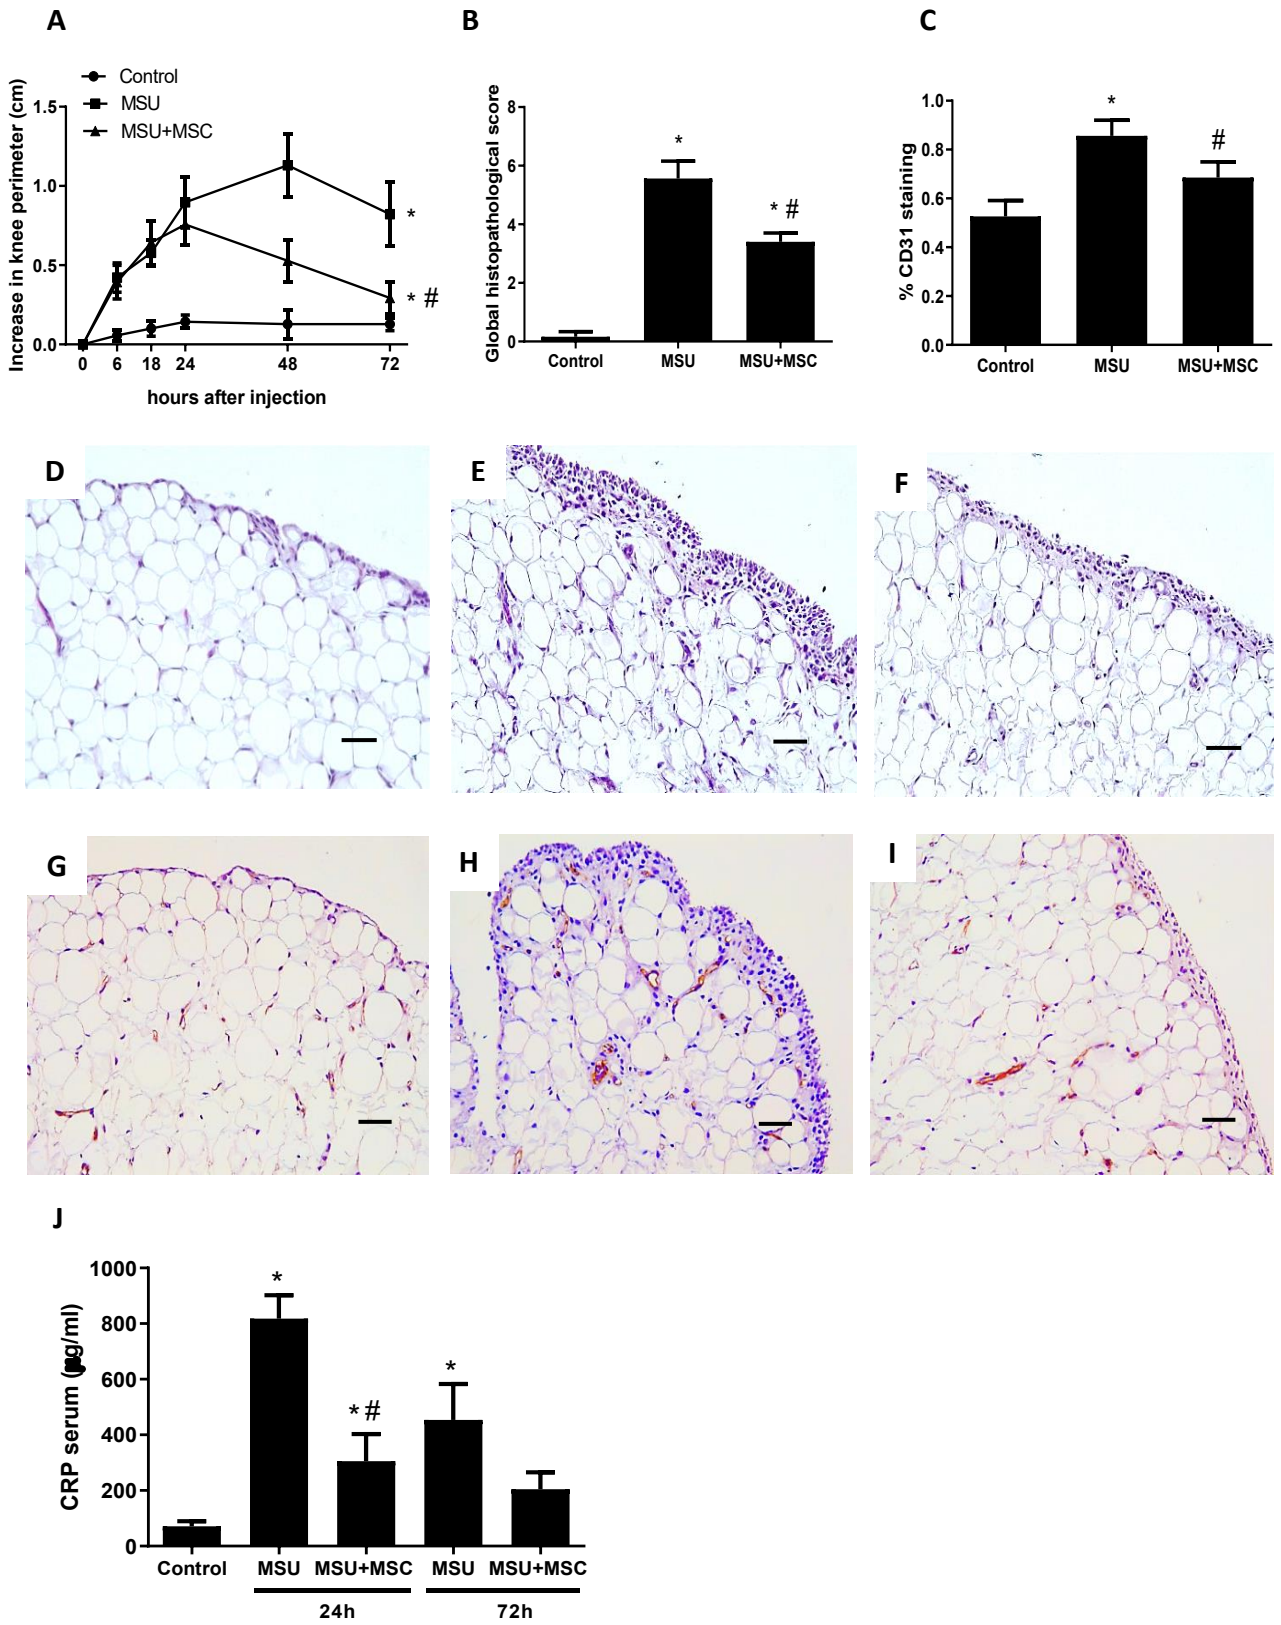 A
B
C
Control
MSU
MSU+MSC
Increase in knee perimeter (cm)
1.5
1.0
0.5
0.0
0 6 18 24 48 72
hours after injection
*
* #
Global histopathological score
8
6
4
2
0
*
* #
Control MSU MSU+MSC
% CD31 staining
1.0
0.8
0.6
0.4
0.2
0.0
*
#
Control MSU MSU+MSC
D
E
F
G
H
I
J
CRP serum ( g/ml)
1000
800
600
400
200
0
*
* #
*
Control MSU MSU+MSC MSU MSU+MSC
24h 72h